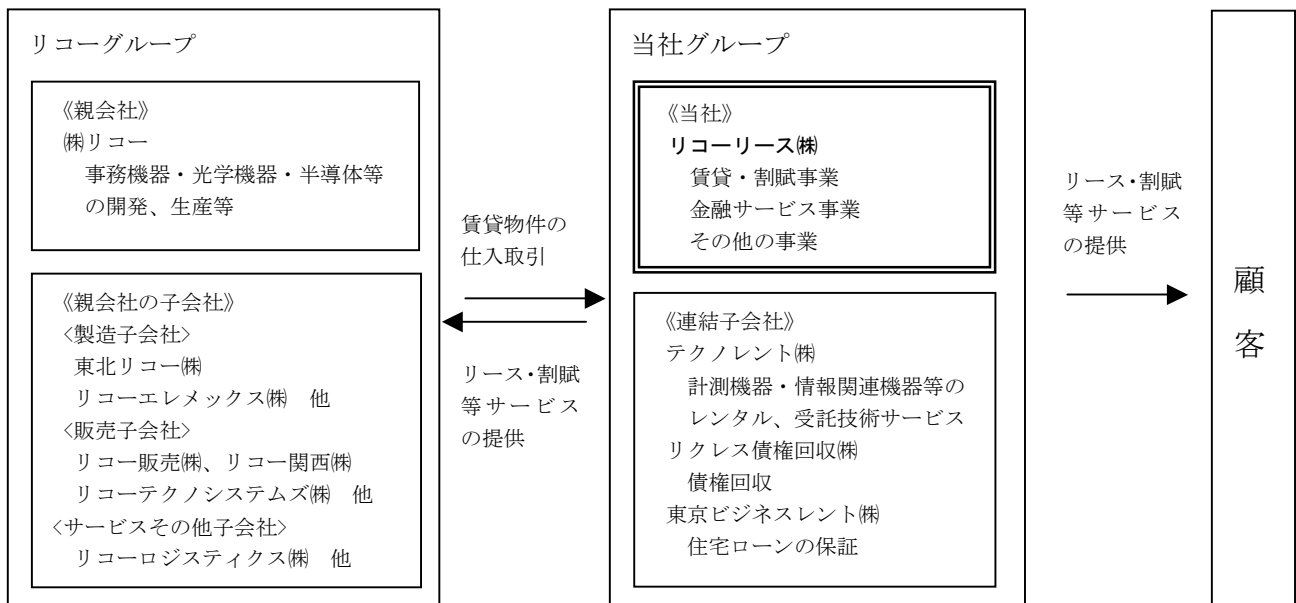 リコーグループ
《親会社》
㈱リコー
事務機器・光学機器・半導体等
の開発、生産等
《親会社の子会社》
<製造子会社>
東北リコー㈱
リコーエレメックス㈱ 他
<販売子会社>
リコー販売㈱、リコー関西㈱
リコーテクノシステムズ㈱ 他
<サービスその他子会社>
リコーロジスティクス㈱ 他
賃貸物件の
仕入取引
リース・割賦
等サービス
の提供
当社グループ
《当社》
リコーリース㈱
賃貸・割賦事業
金融サービス事業
その他の事業
《連結子会社》
テクノレント㈱
計測機器・情報関連機器等の
レンタル、受託技術サービス
リクレス債権回収㈱
債権回収
東京ビジネスレント㈱
住宅ローンの保証
リース・割賦
等サービス
の提供
顧客